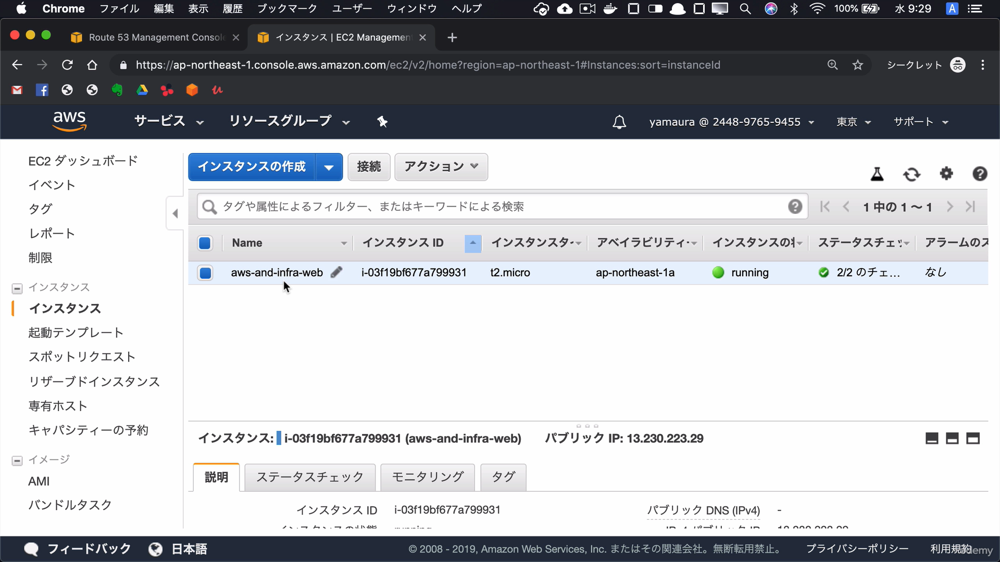 Chrome ファイル 編集 表示 履歴 ブックマーク ユーザー ウィンドウ ヘルプ 100% 水 9:29 A
Route 53 Management Consol インスタンス | EC2 Managemen
https://ap-northeast-1.console.aws.amazon.com/ec2/v2/home?region=ap-northeast-1#Instances:sort=instanceId シークレット
aws サービス リソースグループ yamaura @ 2448-9765-9455 東京 サポート
EC2 ダッシュボード
イベント
タグ
レポート
制限
インスタンス
インスタンス
起動テンプレート
スポットリクエスト
リザーブドインスタンス
専有ホスト
キャパシティーの予約
イメージ
AMI
バンドルタスク
インスタンスの作成 接続 アクション
タグや属性によるフィルター、またはキーワードによる検索 1 中の 1 ～ 1
Name インスタンス ID インスタンスタ アベイラビリティ インスタンスの ステータスチェッ アラームのス
aws-and-infra-web i-03f19bf677a799931 t2.micro ap-northeast-1a running 2/2 のチェ... なし
インスタンス: i-03f19bf677a799931 (aws-and-infra-web) パブリック IP: 13.230.223.29
説明 ステータスチェック モニタリング タグ
インスタンス ID i-03f19bf677a799931 パブリック DNS (IPv4) -
フィードバック 日本語 © 2008 - 2019, Amazon Web Services, Inc. またはその関連会社。無断転用禁止。 プライバシーポリシー 利用規約